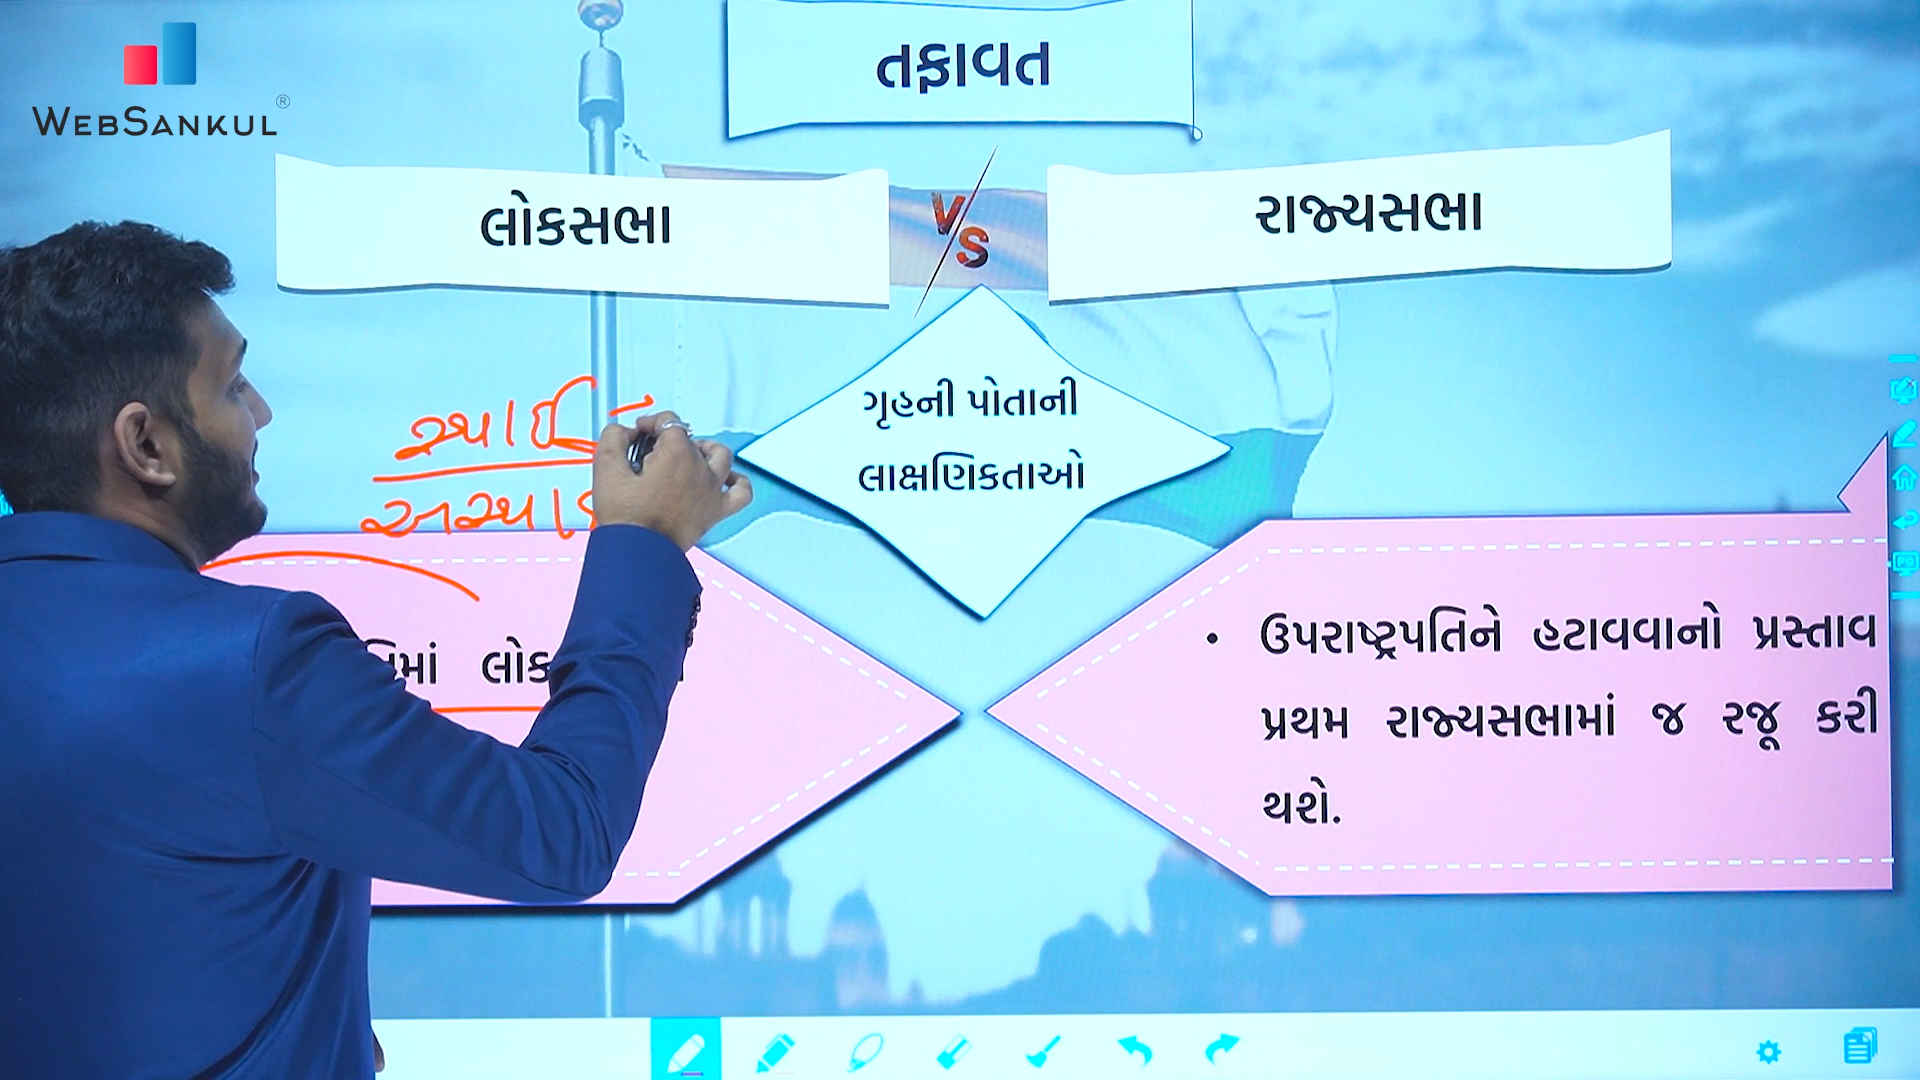 WEBSANKUL®
તફાવત
લોકસભા
VS
રાજ્યસભા
ગૃહની પોતાની
લાક્ષણિકતાઓ
સ્થાઈ
• ઉપરાષ્ટ્રપતિને હટાવવાનો પ્રસ્તાવ
પ્રથમ રાજ્યસભામાં જ રજૂ કરી
થશે.